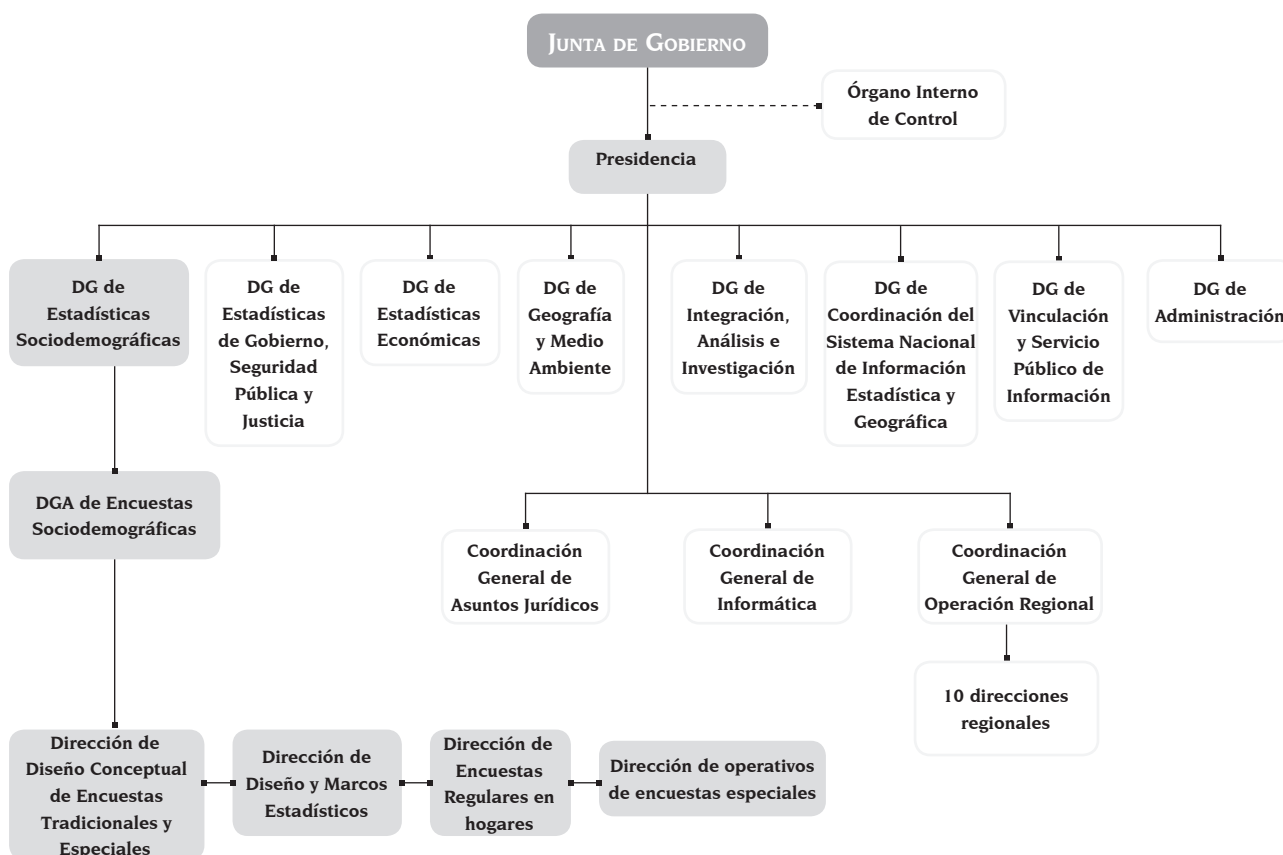 Junta de Gobierno
Órgano Interno
de Control
Presidencia
DG de
Estadísticas
Sociodemográficas
DG de
Estadísticas
de Gobierno,
Seguridad
Pública y
Justicia
DG de
Estadísticas
Económicas
DG de
Geografía
y Medio
Ambiente
DG de
Integración,
Análisis e
Investigación
DG de
Coordinación del
Sistema Nacional
de Información
Estadística y
Geográfica
DG de
Vinculación
y Servicio
Público de
Información
DG de
Administración
DGA de Encuestas
Sociodemográficas
Coordinación
General de
Asuntos Jurídicos
Coordinación
General de
Informática
Coordinación
General de
Operación Regional
10 direcciones
regionales
Dirección de
Diseño Conceptual
de Encuestas
Tradicionales y
Especiales
Dirección de
Diseño y Marcos
Estadísticos
Dirección de
Encuestas
Regulares en
hogares
Dirección de operativos
de encuestas especiales